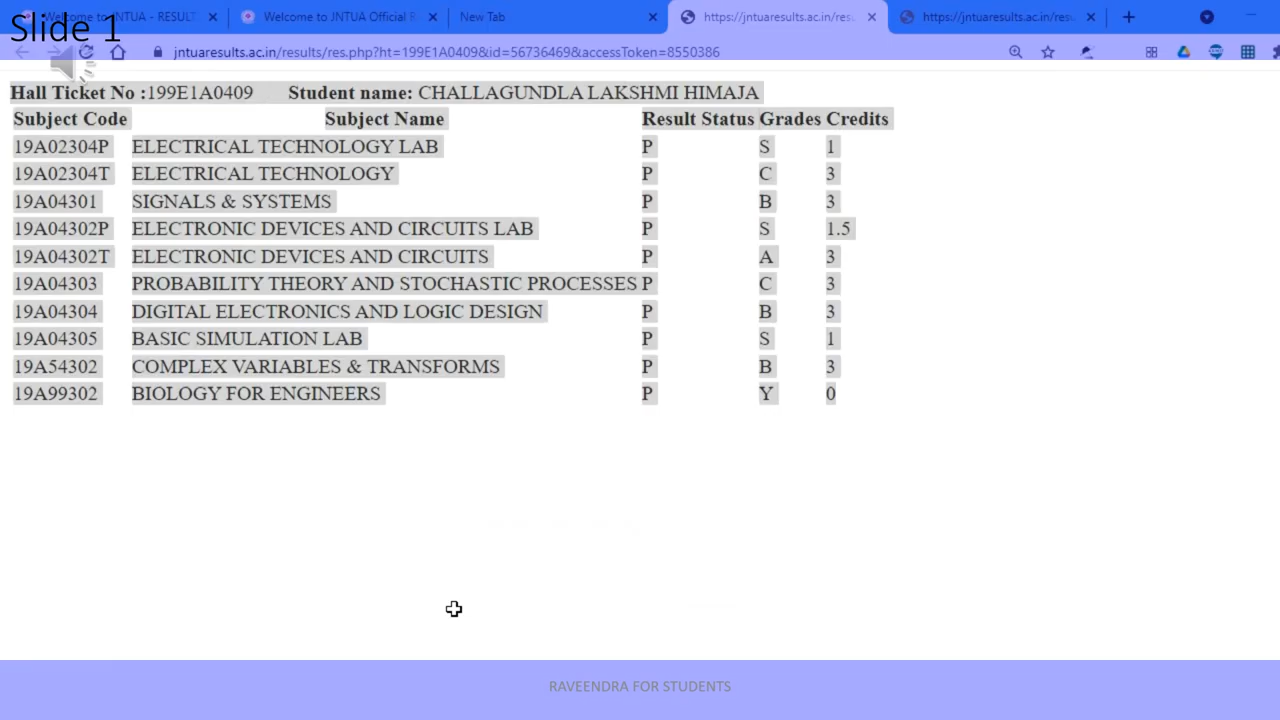 Welcome to JNTUA - RESULT
Welcome to JNTUA Official R
New Tab
https://jntuaresults.ac.in/res
https://jntuaresults.ac.in/resu
Slide 1
jntuaresults.ac.in/results/res.php?ht=199E1A0409&id=56736469&accessToken=8550386
Hall Ticket No :199E1A0409 Student name: CHALLAGUNDLA LAKSHMI HIMAJA
Subject Code Subject Name Result Status Grades Credits
19A02304P ELECTRICAL TECHNOLOGY LAB P S 1
19A02304T ELECTRICAL TECHNOLOGY P C 3
19A04301 SIGNALS & SYSTEMS P B 3
19A04302P ELECTRONIC DEVICES AND CIRCUITS LAB P S 1.5
19A04302T ELECTRONIC DEVICES AND CIRCUITS P A 3
19A04303 PROBABILITY THEORY AND STOCHASTIC PROCESSES P C 3
19A04304 DIGITAL ELECTRONICS AND LOGIC DESIGN P B 3
19A04305 BASIC SIMULATION LAB P S 1
19A54302 COMPLEX VARIABLES & TRANSFORMS P B 3
19A99302 BIOLOGY FOR ENGINEERS P Y 0
RAVEENDRA FOR STUDENTS